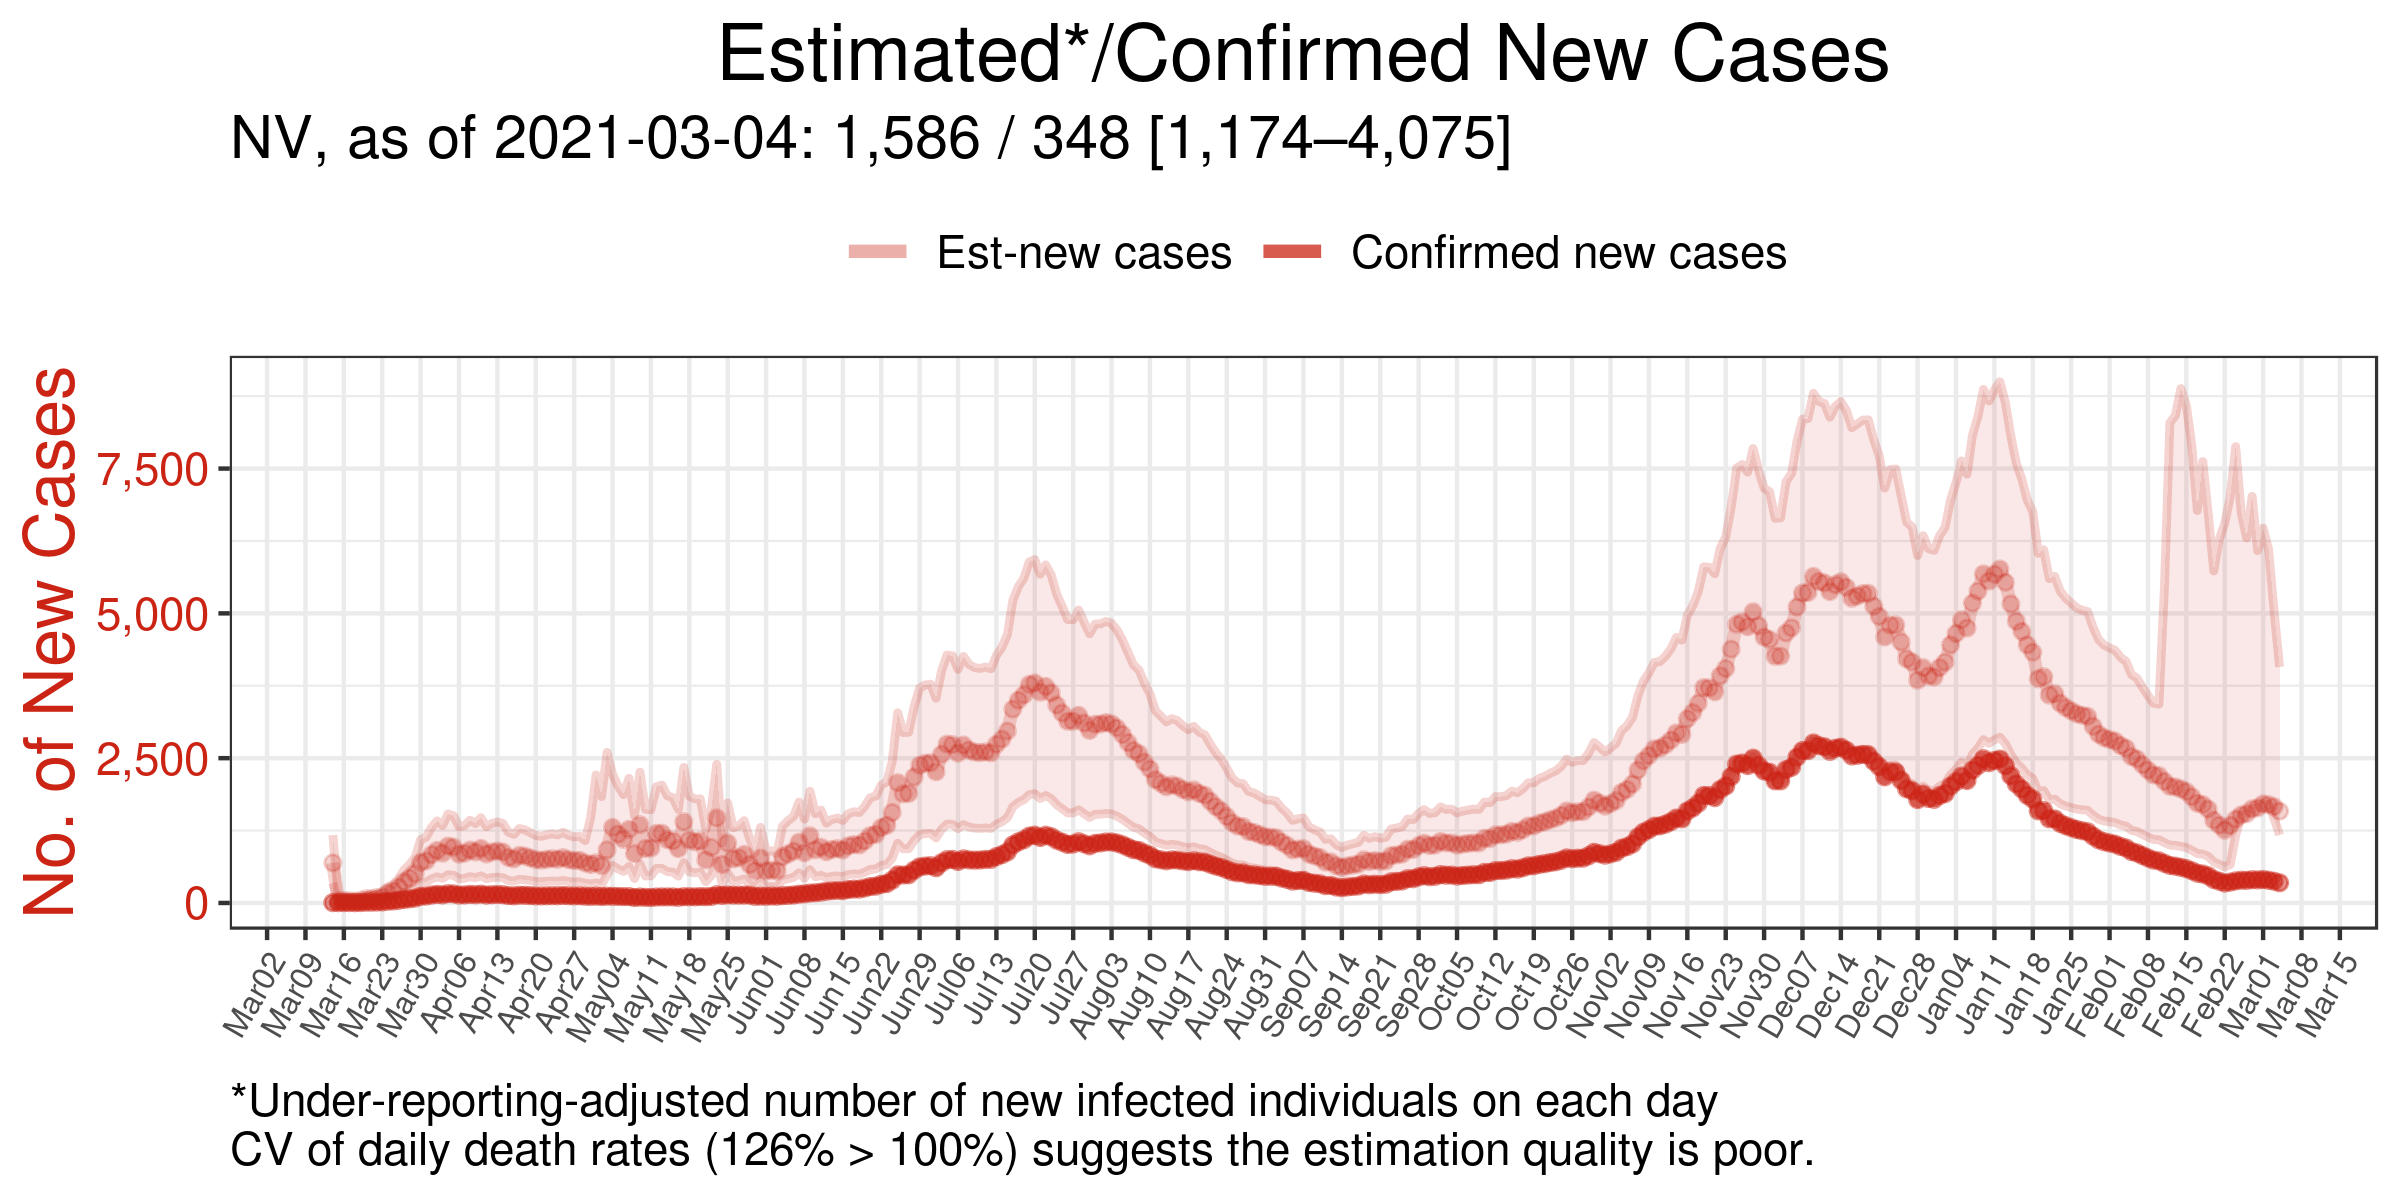 Estimated*/Confirmed New Cases
NV, as of 2021-03-04: 1,586 / 348 [1,174–4,075]
Est-new cases Confirmed new cases
No. of New Cases
7,500
5,000
2,500
0
Mar02 Mar09 Mar16 Mar23 Mar30 Apr06 Apr13 Apr20 Apr27 May04 May11 May18 May25 Jun01 Jun08 Jun15 Jun22 Jun29 Jul06 Jul13 Jul20 Jul27 Aug03 Aug10 Aug17 Aug24 Aug31 Sep07 Sep14 Sep21 Sep28 Oct05 Oct12 Oct19 Oct26 Nov02 Nov09 Nov16 Nov23 Nov30 Dec07 Dec14 Dec21 Dec28 Jan04 Jan11 Jan18 Jan25 Feb01 Feb08 Feb15 Feb22 Mar01 Mar08 Mar15
*Under-reporting-adjusted number of new infected individuals on each day
CV of daily death rates (126% > 100%) suggests the estimation quality is poor.